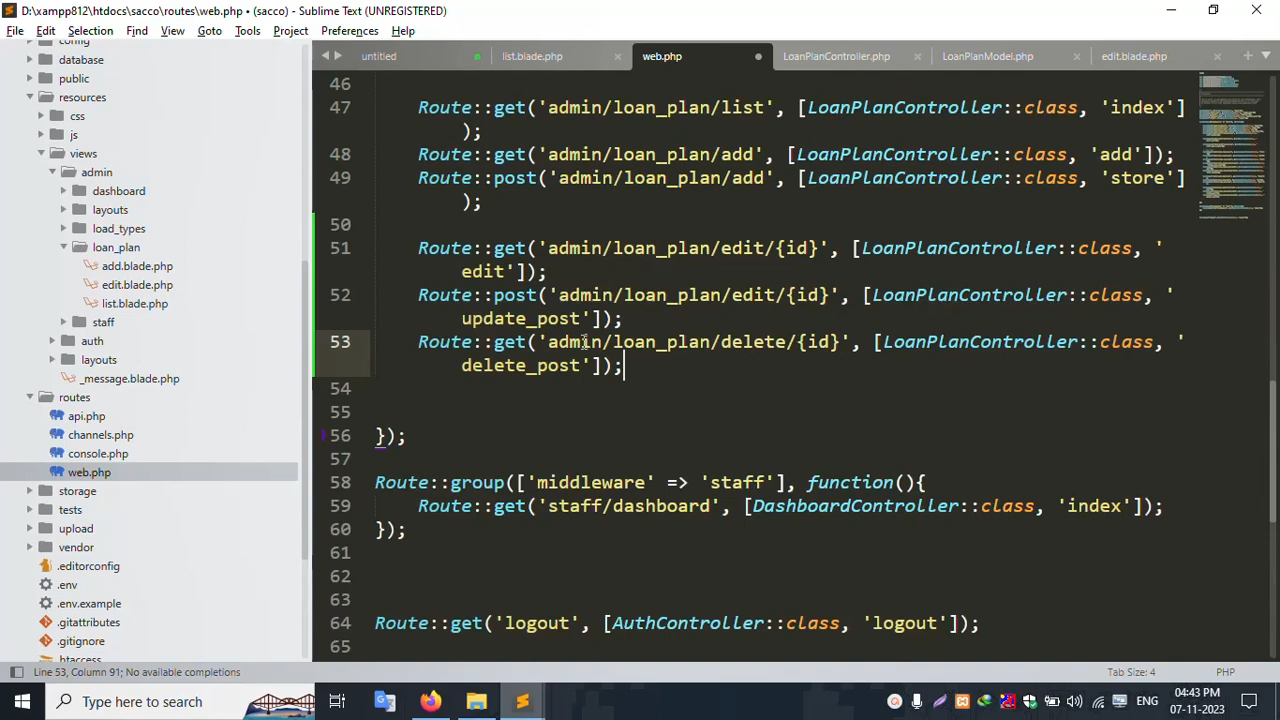 D:\xampp812\htdocs\sacco\routes\web.php • (sacco) - Sublime Text (UNREGISTERED)
File Edit Selection Find View Goto Tools Project Preferences Help
untitled list.blade.php web.php LoanPlanController.php LoanPlanModel.php edit.blade.php
config
database
public
resources
css
js
views
admin
dashboard
layouts
load_types
loan_plan
add.blade.php
edit.blade.php
list.blade.php
staff
auth
layouts
_message.blade.php
routes
api.php
channels.php
console.php
web.php
storage
tests
upload
vendor
.editorconfig
.env
.env.example
.gitattributes
.gitignore
.htaccess
46
47 Route::get('admin/loan_plan/list', [LoanPlanController::class, 'index']
);
48 Route::get('admin/loan_plan/add', [LoanPlanController::class, 'add']);
49 Route::post('admin/loan_plan/add', [LoanPlanController::class, 'store']
);
50
51 Route::get('admin/loan_plan/edit/{id}', [LoanPlanController::class, '
edit']);
52 Route::post('admin/loan_plan/edit/{id}', [LoanPlanController::class, '
update_post']);
53 Route::get('admin/loan_plan/delete/{id}', [LoanPlanController::class, '
delete_post']);
54
55
56 });
57
58 Route::group(['middleware' => 'staff'], function(){
59 Route::get('staff/dashboard', [DashboardController::class, 'index']);
60 });
61
62
63
64 Route::get('logout', [AuthController::class, 'logout']);
65
Line 53, Column 91; No available completions Tab Size: 4 PHP
Type here to search ENG 04:43 PM
07-11-2023